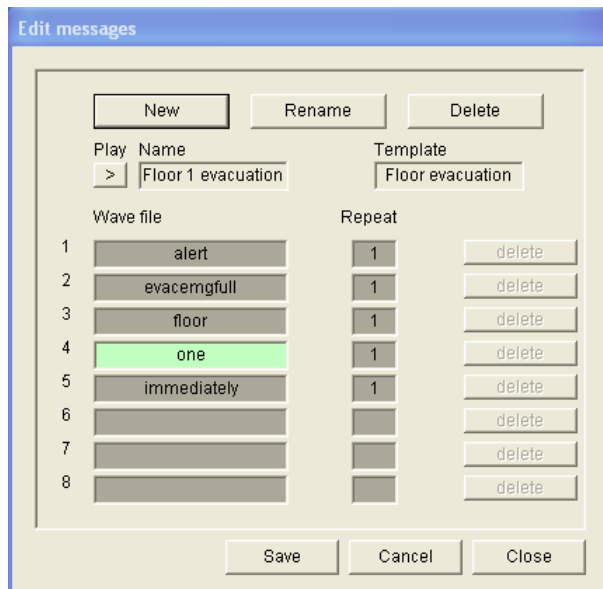 Edit messages
New Rename Delete
Play Name Template
> Floor 1 evacuation Floor evacuation
Wave file Repeat
1 alert 1 delete
2 evacemgfull 1 delete
3 floor 1 delete
4 one 1 delete
5 immediately 1 delete
6 delete
7 delete
8 delete
Save Cancel Close